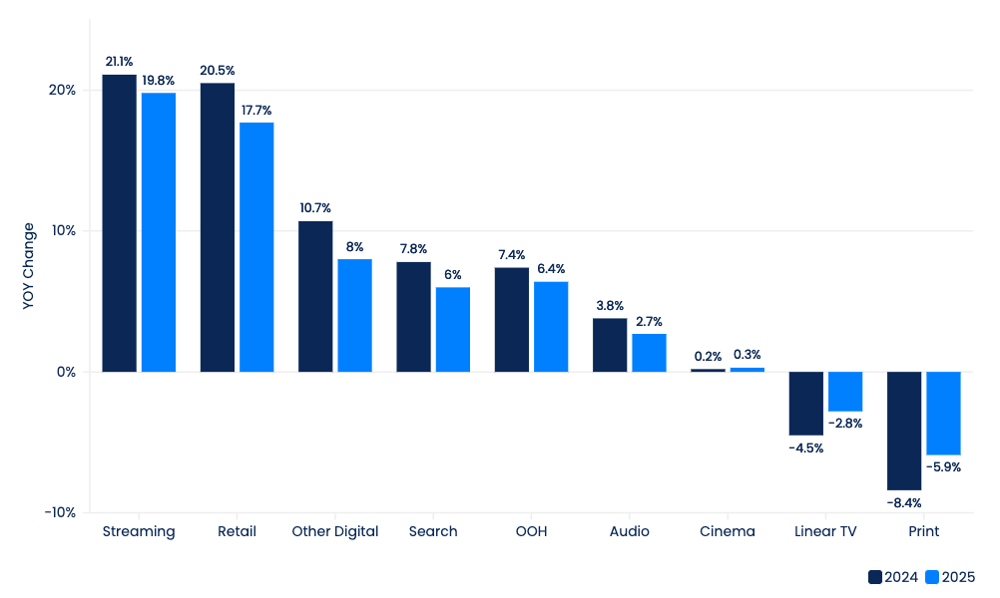 21.1%
19.8%
20.5%
17.7%
10.7%
8%
7.8%
6%
7.4%
6.4%
3.8%
2.7%
0.2%
0.3%
-4.5%
-2.8%
-8.4%
-5.9%
20%
10%
0%
-10%
YOY Change
Streaming
Retail
Other Digital
Search
OOH
Audio
Cinema
Linear TV
Print
2024
2025